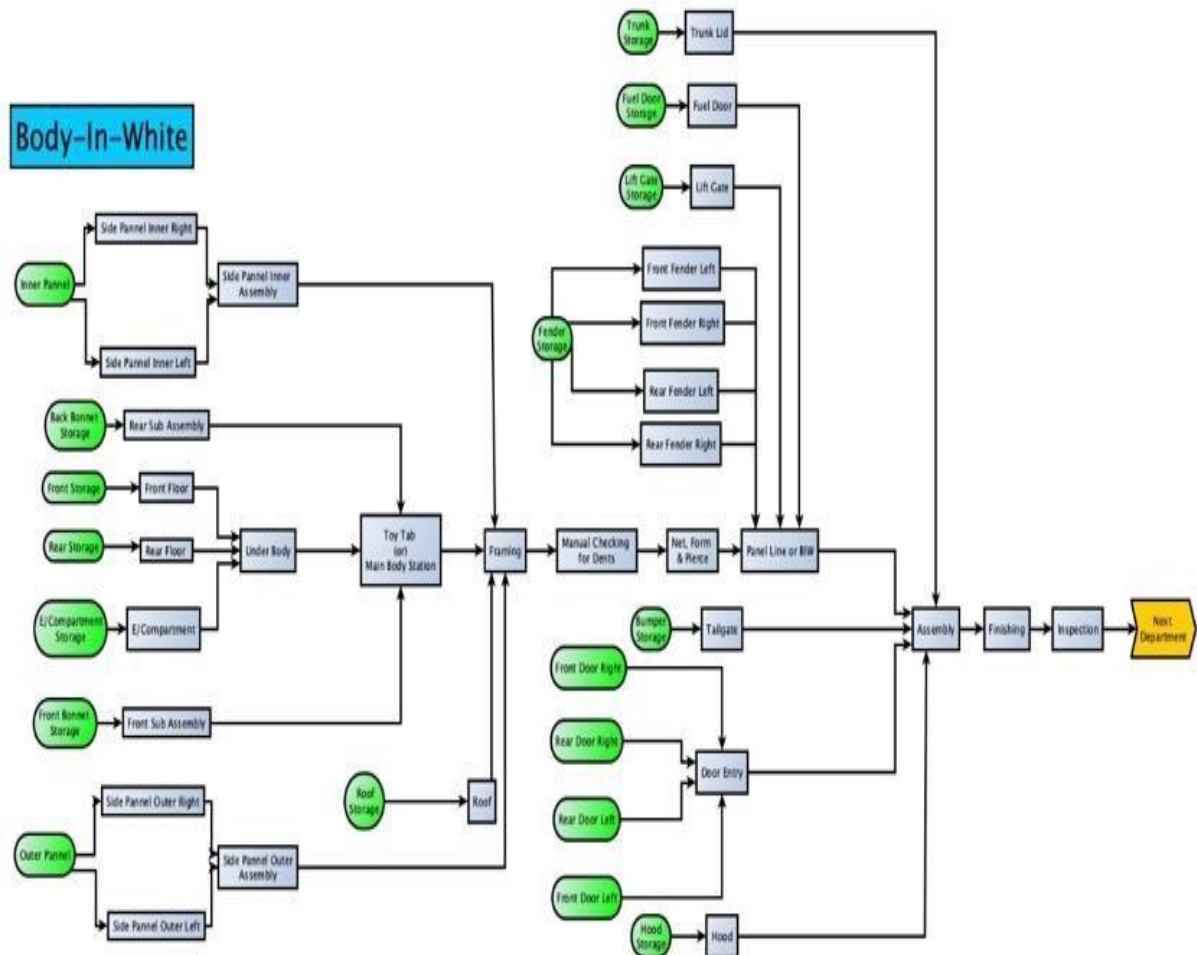 Body-In-White
Trunk
Storage
Trunk Lid
Fuel Door
Storage
Fuel Door
Lift Gate
Storage
Lift Gate
Side Pannel Inner Right
Inner Pannel
Side Pannel Inner
Assembly
Side Pannel Inner Left
Front Fender Left
Front Fender Right
Fender
Storage
Rear Fender Left
Rear Fender Right
Back Bonnet
Storage
Rear Sub Assembly
Front Storage
Front Floor
Rear Storage
Rear Floor
Under Body
Toy Tab
(or)
Main Body Station
Framing
Manual Checking
for Dents
Net, Form
& Pierce
Panel Line or BIW
E/Compartment
Storage
E/Compartment
Front Bonnet
Storage
Front Sub Assembly
Bumper
Storage
Tailgate
Assembly
Finishing
Inspection
Next
Department
Front Door Right
Rear Door Right
Door Entry
Rear Door Left
Front Door Left
Roof
Storage
Roof
Side Pannel Outer Right
Outer Pannel
Side Pannel Outer
Assembly
Side Pannel Outer Left
Hood
Storage
Hood